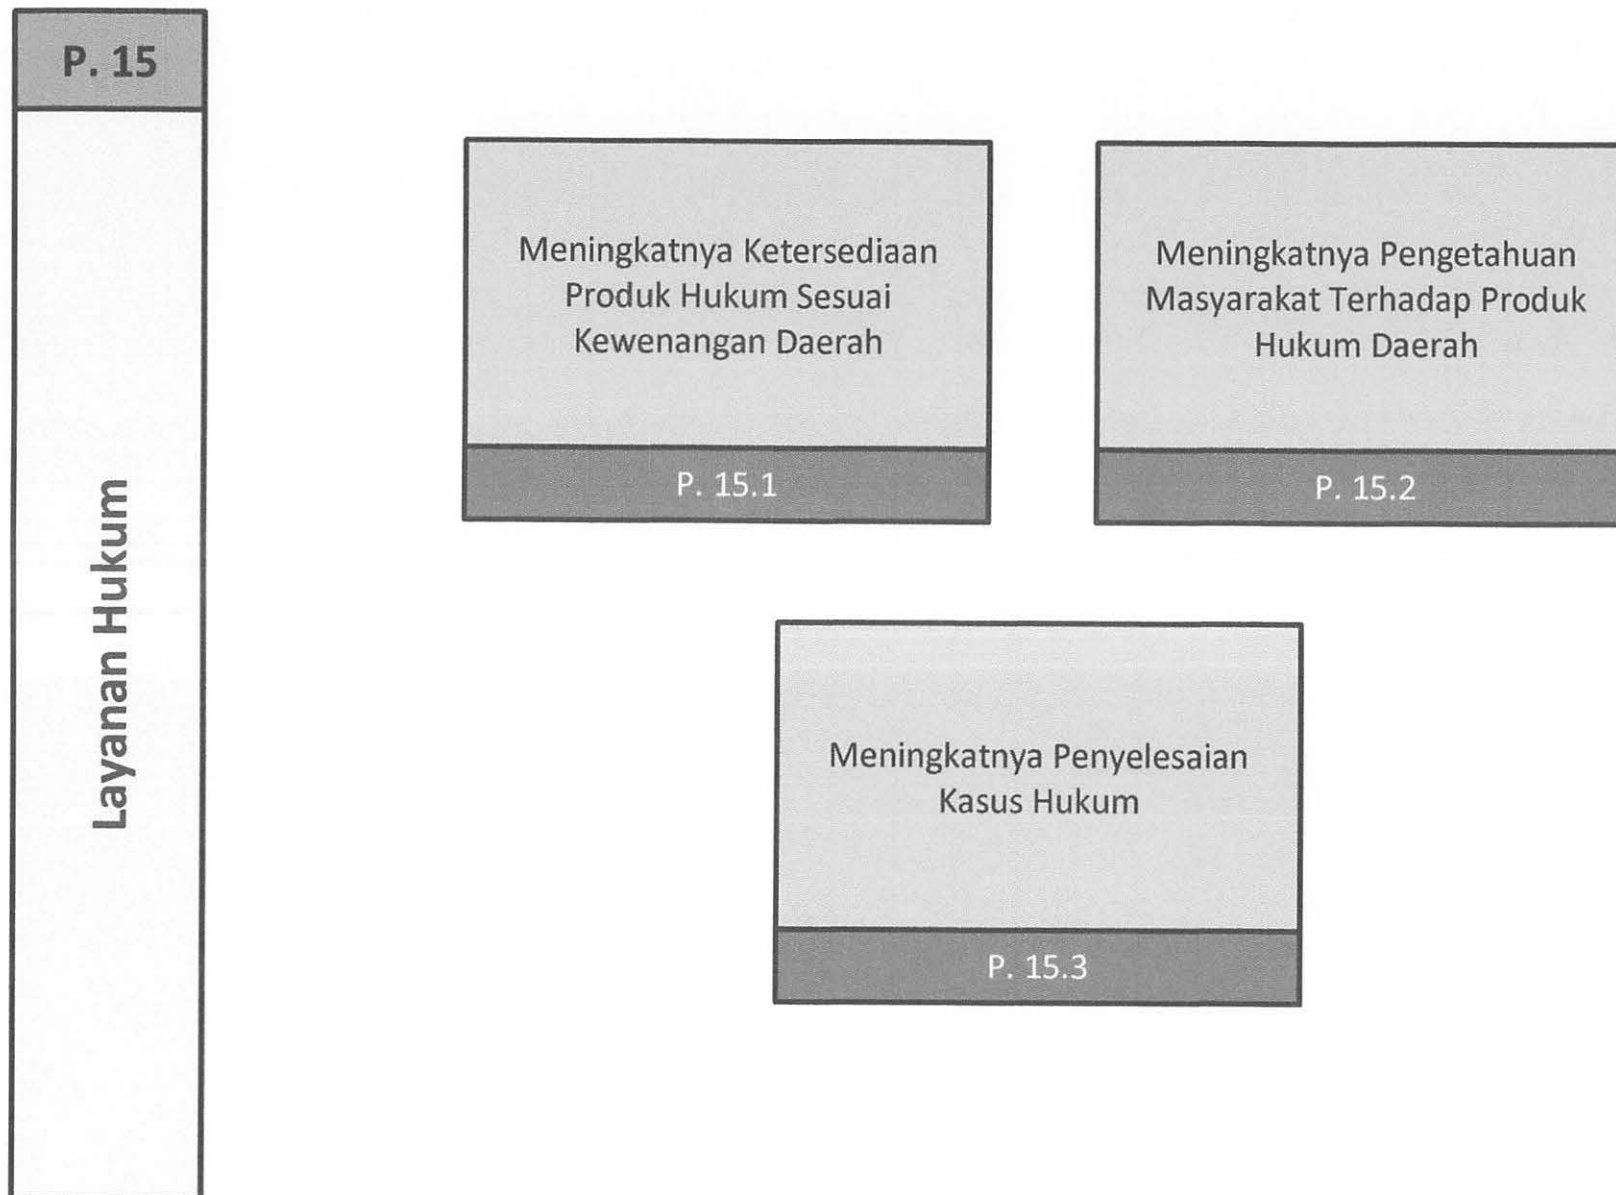 P. 15
Layanan Hukum
Meningkatnya Ketersediaan
Produk Hukum Sesuai
Kewenangan Daerah
P. 15.1
Meningkatnya Pengetahuan
Masyarakat Terhadap Produk
Hukum Daerah
P. 15.2
Meningkatnya Penyelesaian
Kasus Hukum
P. 15.3